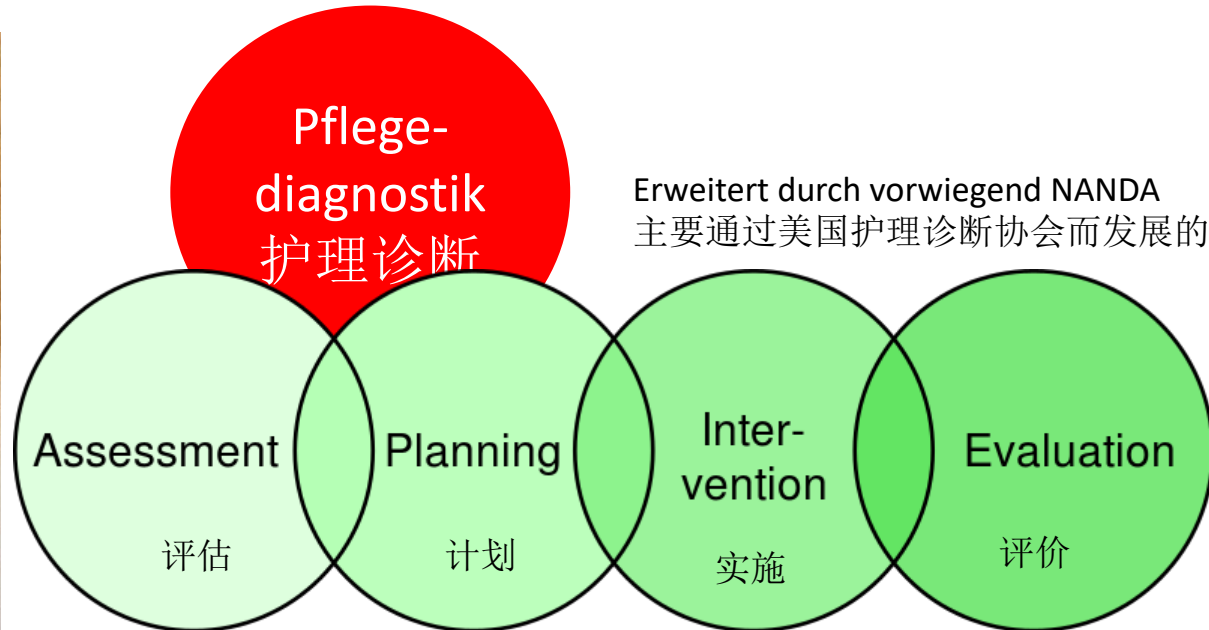 Pflege-
diagnostik
护理诊断
Erweitert durch vorwiegend NANDA
主要通过美国护理诊断协会而发展的
Assessment
评估
Planning
计划
Inter-
vention
实施
Evaluation
评价